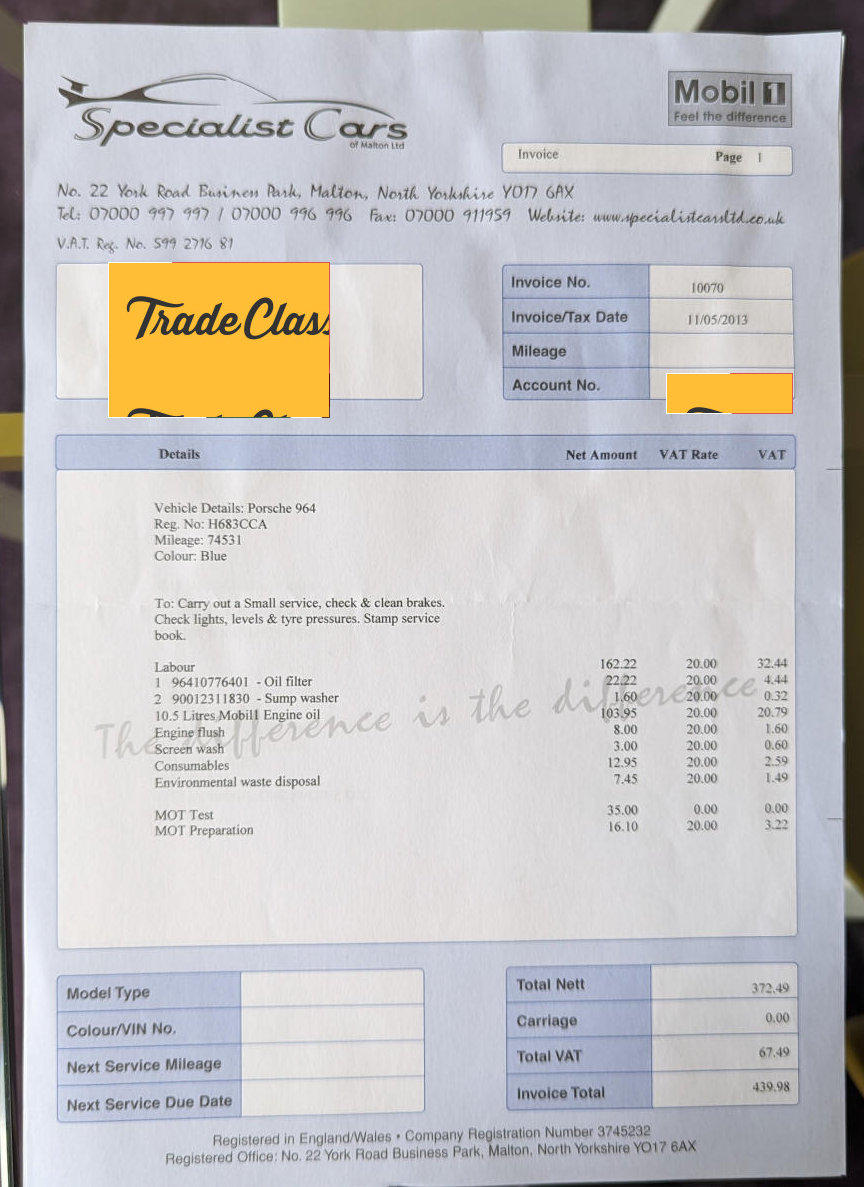 Specialist Cars
of Malton Ltd
Mobil 1
Feel the difference
Invoice Page 1
No. 22 York Road Business Park, Malton, North Yorkshire YO17 6AX
Tel: 07000 997 997 / 07000 996 996 Fax: 07000 911959 Website: www.specialistcarsltd.co.uk
V.A.T. Reg. No. 599 2716 81
TradeClass
Invoice No. 10070
Invoice/Tax Date 11/05/2013
Mileage
Account No.
Details Net Amount VAT Rate VAT
Vehicle Details: Porsche 964
Reg. No: H683CCA
Mileage: 74531
Colour: Blue
To: Carry out a Small service, check & clean brakes.
Check lights, levels & tyre pressures. Stamp service
book.
Labour 162.22 20.00 32.44
1 96410776401 - Oil filter 22.22 20.00 4.44
2 90012311830 - Sump washer 1.60 20.00 0.32
10.5 Litres Mobil1 Engine oil 103.95 20.00 20.79
Engine flush 8.00 20.00 1.60
Screen wash 3.00 20.00 0.60
Consumables 12.95 20.00 2.59
Environmental waste disposal 7.45 20.00 1.49
The difference is the difference
MOT Test 35.00 0.00 0.00
MOT Preparation 16.10 20.00 3.22
Model Type
Colour/VIN No.
Next Service Mileage
Next Service Due Date
Total Nett 372.49
Carriage 0.00
Total VAT 67.49
Invoice Total 439.98
Registered in England/Wales • Company Registration Number 3745232
Registered Office: No. 22 York Road Business Park, Malton, North Yorkshire YO17 6AX